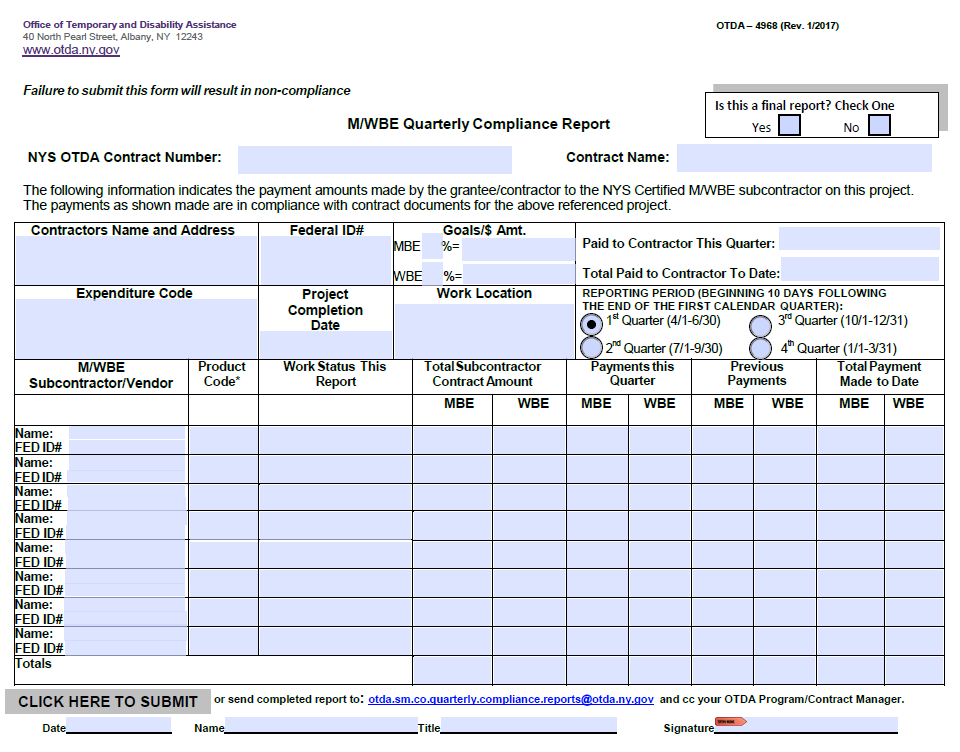 Office of Temporary and Disability Assistance
40 North Pearl Street, Albany, NY 12243
www.otda.ny.gov
OTDA – 4968 (Rev. 1/2017)
Failure to submit this form will result in non-compliance
Is this a final report? Check One
Yes No
M/WBE Quarterly Compliance Report
NYS OTDA Contract Number: Contract Name:
The following information indicates the payment amounts made by the grantee/contractor to the NYS Certified M/WBE subcontractor on this project.
The payments as shown made are in compliance with contract documents for the above referenced project.
Contractors Name and Address
Federal ID#
Goals/$ Amt.
MBE %=
WBE %=
Paid to Contractor This Quarter:
Total Paid to Contractor To Date:
Expenditure Code
Project
Completion
Date
Work Location
REPORTING PERIOD (BEGINNING 10 DAYS FOLLOWING
THE END OF THE FIRST CALENDAR QUARTER):
1st Quarter (4/1-6/30) 3rd Quarter (10/1-12/31)
2nd Quarter (7/1-9/30) 4th Quarter (1/1-3/31)
M/WBE
Subcontractor/Vendor
Product
Code*
Work Status This
Report
Total Subcontractor
Contract Amount
Payments this
Quarter
Previous
Payments
Total Payment
Made to Date
MBE WBE MBE WBE MBE WBE MBE WBE
Name:
FED ID#
Name:
FED ID#
Name:
FED ID#
Name:
FED ID#
Name:
FED ID#
Name:
FED ID#
Name:
FED ID#
Name:
FED ID#
Totals
CLICK HERE TO SUBMIT or send completed report to: otda.sm.co.quarterly.compliance.reports@otda.ny.gov and cc your OTDA Program/Contract Manager.
Date Name Title Signature